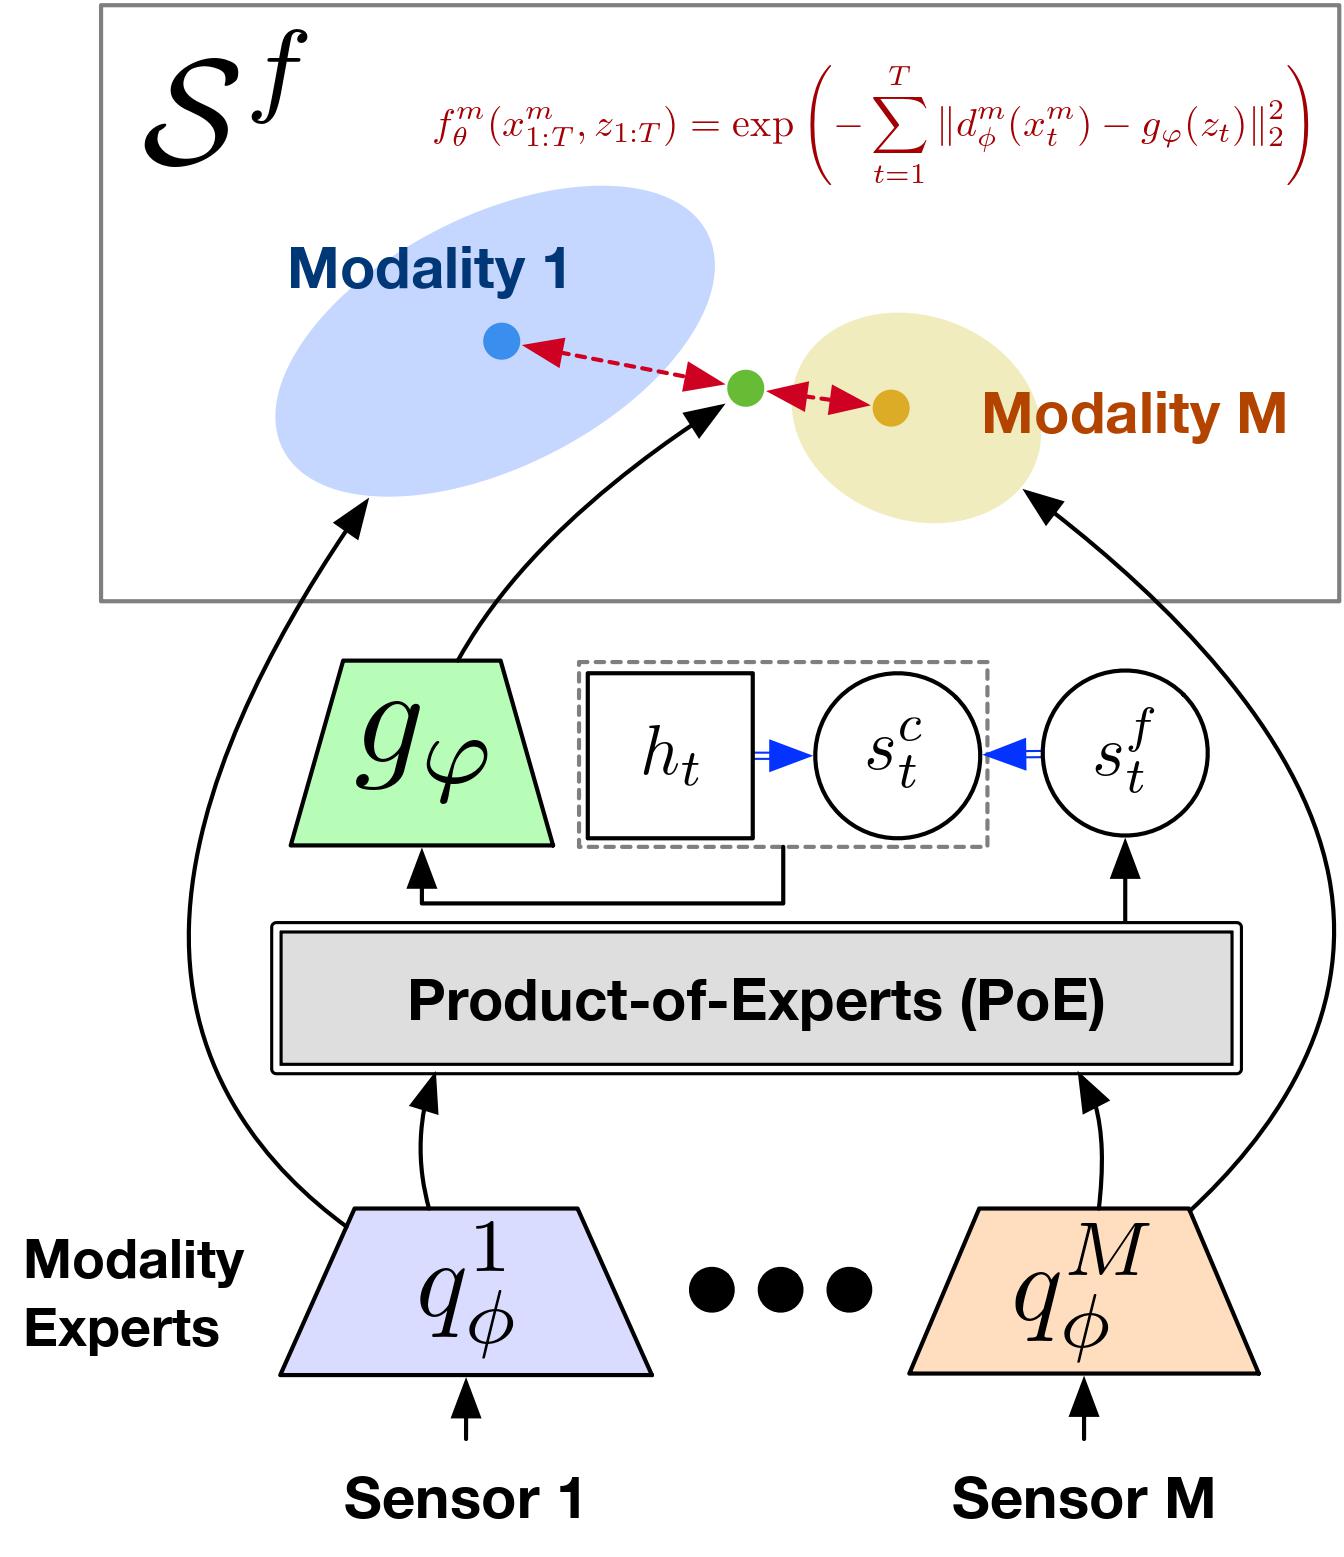 $\mathcal{S}^f$
$f_\theta^m(x_{1:T}^m, z_{1:T}) = \exp\left(-\sum_{t=1}^{T} \|d_\phi^m(x_t^m) - g_\varphi(z_t)\|_2^2\right)$
Modality 1
Modality M
$g_\varphi$
$h_t$
$s_t^c$
$s_t^f$
Product-of-Experts (PoE)
Modality
Experts
$q_\phi^1$
$q_\phi^M$
Sensor 1
Sensor M